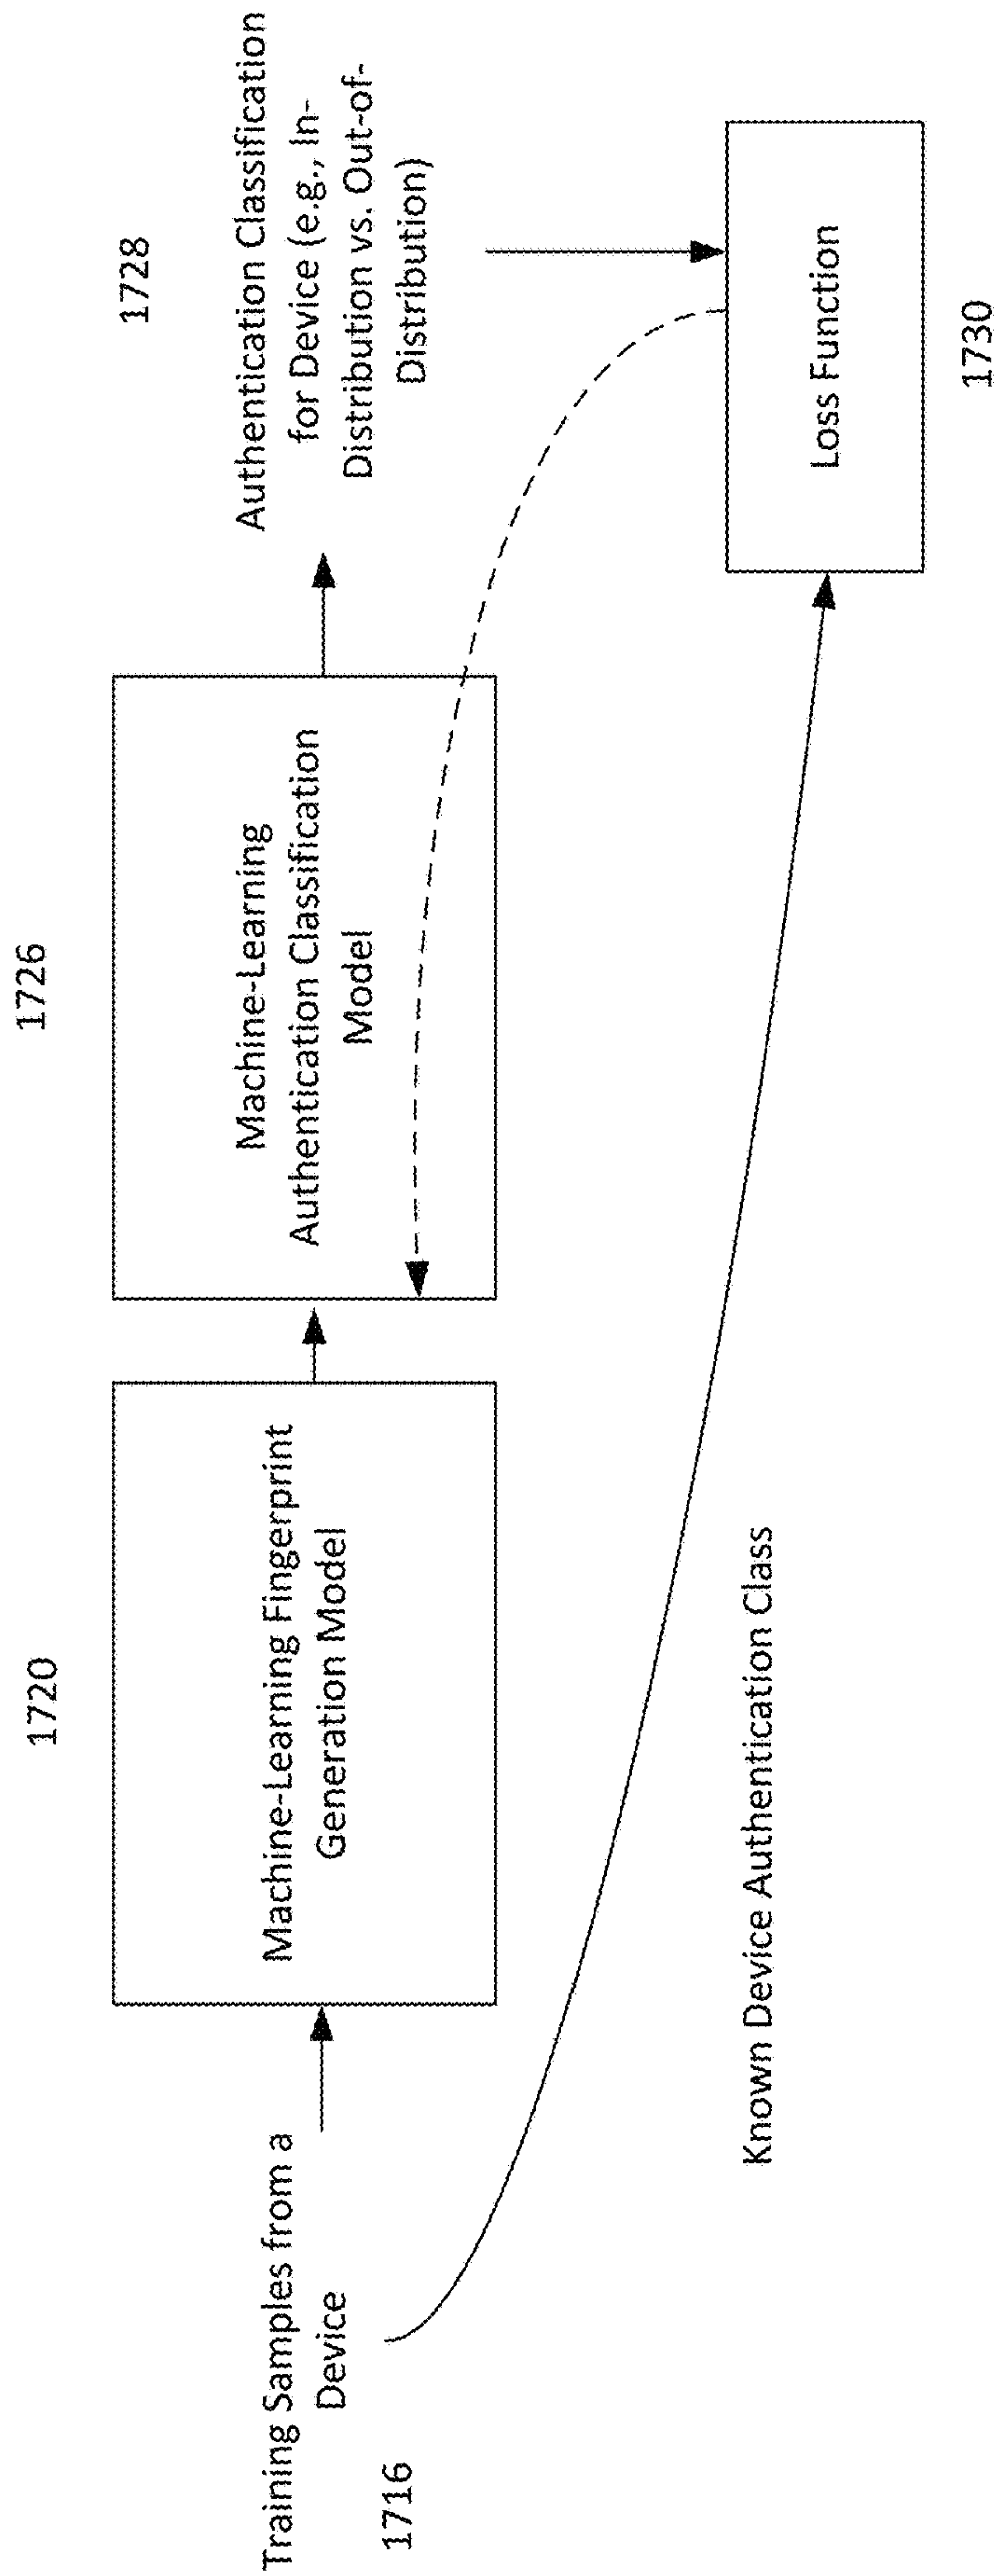 1716
Training Samples from a
Device
1720
Machine-Learning Fingerprint
Generation Model
1726
Machine-Learning
Authentication Classification
Model
1728
Authentication Classification
for Device (e.g., In-
Distribution vs. Out-of-
Distribution)
Known Device Authentication Class
Loss Function
1730